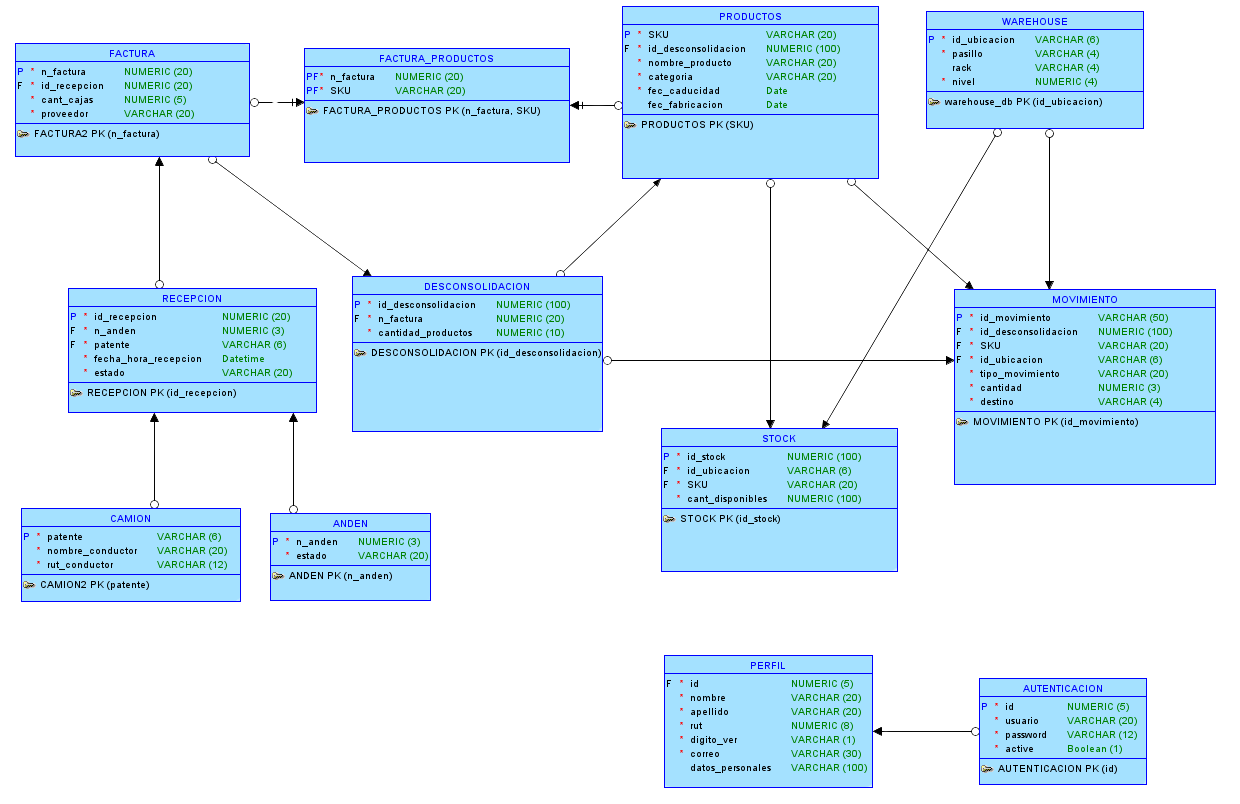 FACTURA
P * n_factura NUMERIC (20)
F * id_recepcion NUMERIC (20)
* cant_cajas NUMERIC (5)
* proveedor VARCHAR (20)
FACTURA2 PK (n_factura)
FACTURA_PRODUCTOS
PF* n_factura NUMERIC (20)
PF* SKU VARCHAR (20)
FACTURA_PRODUCTOS PK (n_factura, SKU)
PRODUCTOS
P * SKU VARCHAR (20)
F * id_desconsolidacion NUMERIC (100)
* nombre_producto VARCHAR (20)
* categoria VARCHAR (20)
* fec_caducidad Date
fec_fabricacion Date
PRODUCTOS PK (SKU)
WAREHOUSE
P * id_ubicacion VARCHAR (6)
* pasillo VARCHAR (4)
rack VARCHAR (4)
* nivel NUMERIC (4)
warehouse_db PK (id_ubicacion)
RECEPCION
P * id_recepcion NUMERIC (20)
F * n_anden NUMERIC (3)
F * patente VARCHAR (6)
* fecha_hora_recepcion Datetime
* estado VARCHAR (20)
RECEPCION PK (id_recepcion)
DESCONSOLIDACION
P * id_desconsolidacion NUMERIC (100)
F * n_factura NUMERIC (20)
* cantidad_productos NUMERIC (10)
DESCONSOLIDACION PK (id_desconsolidacion)
MOVIMIENTO
P * id_movimiento VARCHAR (50)
F * id_desconsolidacion NUMERIC (100)
F * SKU VARCHAR (20)
F * id_ubicacion VARCHAR (6)
* tipo_movimiento VARCHAR (20)
* cantidad NUMERIC (3)
* destino VARCHAR (4)
MOVIMIENTO PK (id_movimiento)
STOCK
P * id_stock NUMERIC (100)
F * id_ubicacion VARCHAR (6)
F * SKU VARCHAR (20)
* cant_disponibles NUMERIC (100)
STOCK PK (id_stock)
CAMION
P * patente VARCHAR (6)
* nombre_conductor VARCHAR (20)
* rut_conductor VARCHAR (12)
CAMION2 PK (patente)
ANDEN
P * n_anden NUMERIC (3)
* estado VARCHAR (20)
ANDEN PK (n_anden)
PERFIL
F * id NUMERIC (5)
* nombre VARCHAR (20)
* apellido VARCHAR (20)
* rut NUMERIC (8)
* digito_ver VARCHAR (1)
* correo VARCHAR (30)
datos_personales VARCHAR (100)
AUTENTICACION
P * id NUMERIC (5)
* usuario VARCHAR (20)
* password VARCHAR (12)
* active Boolean (1)
AUTENTICACION PK (id)